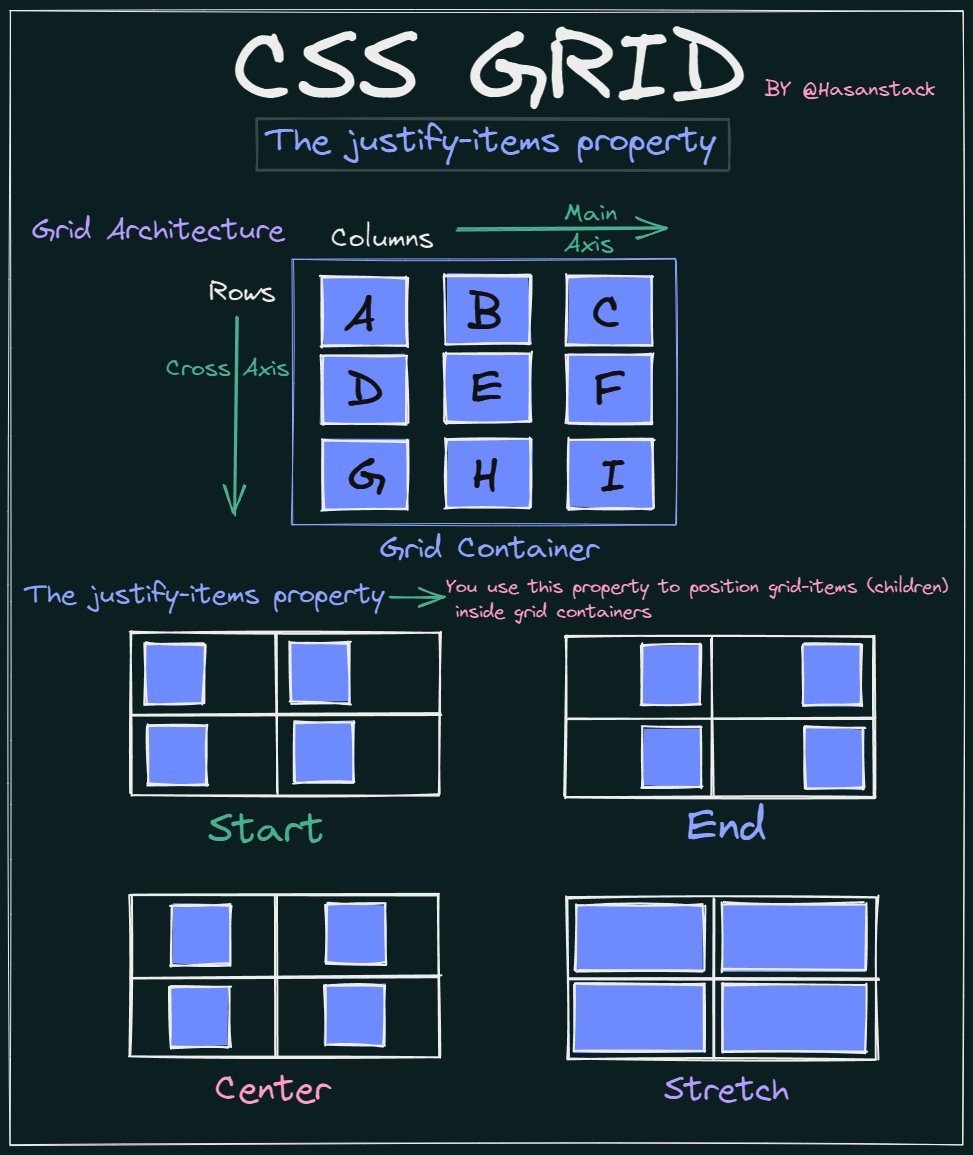 CSS GRID
BY @Hasanstack
The justify-items property
Grid Architecture
Columns
Main
Axis
Rows
Cross Axis
A B C
D E F
G H I
Grid Container
The justify-items property
You use this property to position grid-items (children)
inside grid containers
Start
End
Center
Stretch